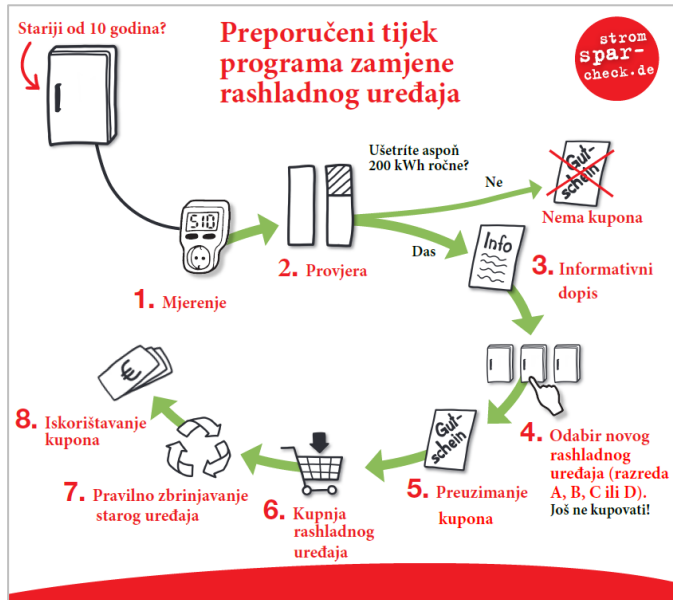 Stariji od 10 godina?
Preporučeni tijek
programa zamjene
rashladnog uređaja
strom
spar-
check.de
Ušetríte aspoň
200 kWh ročne?
Ne
Gut-
schein
Nema kupona
510
Das
Info
1. Mjerenje
2. Provjera
3. Informativni
dopis
4. Odabir novog
rashladnog
uređaja (razreda
A, B, C ili D).
Još ne kupovati!
Gut-
schein
5. Preuzimanje
kupona
6. Kupnja
rashladnog
uređaja
7. Pravilno zbrinjavanje
starog uređaja
€
8. Iskorištavanje
kupona